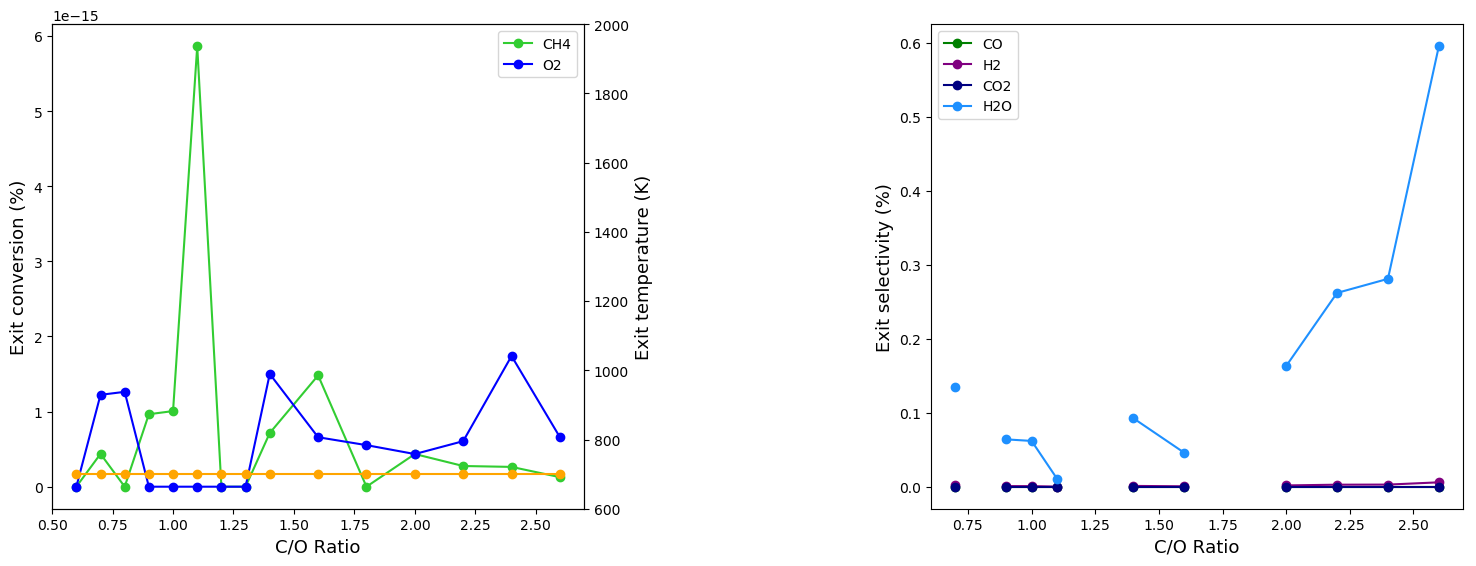 1e−15
6
5
4
3
2
1
0
0.50 0.75 1.00 1.25 1.50 1.75 2.00 2.25 2.50
C/O Ratio
Exit conversion (%)
CH4
O2
2000
1800
1600
1400
1200
1000
800
600
Exit temperature (K)
0.6
0.5
0.4
0.3
0.2
0.1
0.0
0.75 1.00 1.25 1.50 1.75 2.00 2.25 2.50
C/O Ratio
Exit selectivity (%)
CO
H2
CO2
H2O